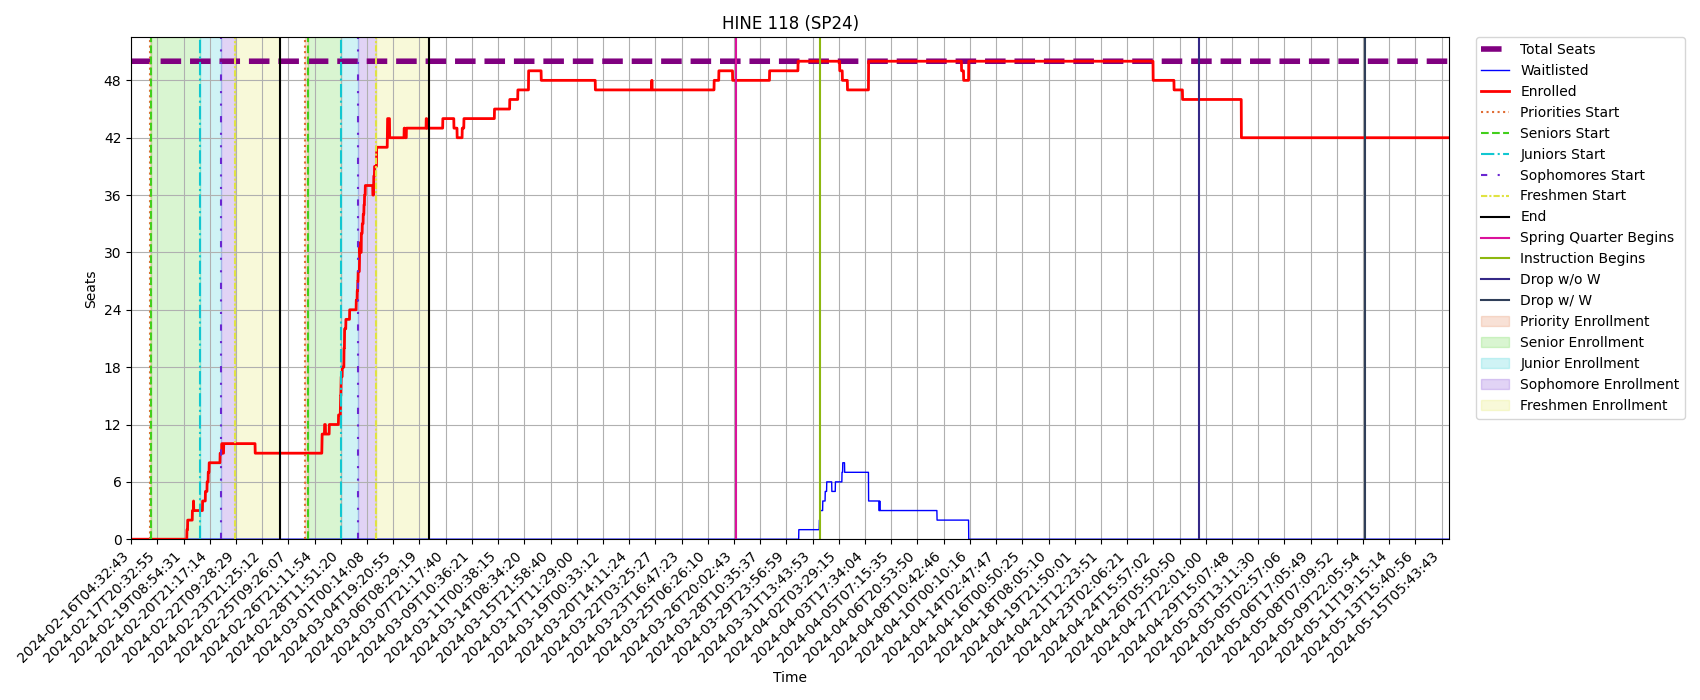 HINE 118 (SP24)
Seats
48
42
36
30
24
18
12
6
0
2024-02-16T04:32:43
2024-02-17T20:32:55
2024-02-19T08:54:31
2024-02-20T21:17:14
2024-02-22T09:28:29
2024-02-23T21:25:12
2024-02-25T09:26:07
2024-02-26T21:11:54
2024-02-28T11:51:20
2024-03-01T00:14:08
2024-03-04T19:20:55
2024-03-06T08:29:19
2024-03-07T21:17:40
2024-03-09T10:36:21
2024-03-11T00:38:15
2024-03-14T08:34:20
2024-03-15T21:58:40
2024-03-17T11:29:00
2024-03-19T00:33:12
2024-03-20T14:11:24
2024-03-22T03:25:27
2024-03-23T16:47:23
2024-03-25T06:26:10
2024-03-26T20:02:43
2024-03-28T10:35:37
2024-03-29T23:56:59
2024-03-31T13:43:53
2024-04-02T03:29:15
2024-04-03T17:34:04
2024-04-05T07:15:35
2024-04-06T20:53:50
2024-04-08T10:42:46
2024-04-10T00:10:16
2024-04-14T02:47:47
2024-04-16T16:50:25
2024-04-18T08:05:10
2024-04-19T21:50:01
2024-04-21T12:23:51
2024-04-23T02:06:21
2024-04-24T15:57:02
2024-04-26T05:50:50
2024-04-27T22:01:00
2024-04-29T15:07:48
2024-05-03T13:11:30
2024-05-05T02:57:06
2024-05-06T17:05:49
2024-05-08T07:09:52
2024-05-09T22:05:54
2024-05-11T19:15:14
2024-05-13T15:40:56
2024-05-15T05:43:43
Time
Total Seats
Waitlisted
Enrolled
Priorities Start
Seniors Start
Juniors Start
Sophomores Start
Freshmen Start
End
Spring Quarter Begins
Instruction Begins
Drop w/o W
Drop w/ W
Priority Enrollment
Senior Enrollment
Junior Enrollment
Sophomore Enrollment
Freshmen Enrollment